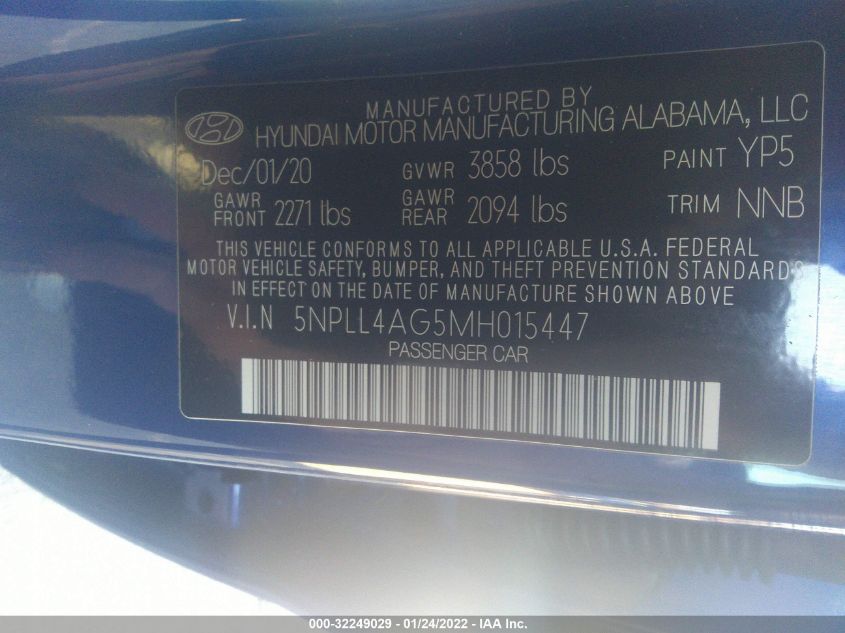 MANUFACTURED BY
HYUNDAI MOTOR MANUFACTURING ALABAMA, LLC
Dec/01/20 GVWR 3858 lbs PAINT YP5
GAWR FRONT 2271 lbs GAWR REAR 2094 lbs TRIM NNB
THIS VEHICLE CONFORMS TO ALL APPLICABLE U.S.A. FEDERAL
MOTOR VEHICLE SAFETY, BUMPER, AND THEFT PREVENTION STANDARDS
IN EFFECT ON THE DATE OF MANUFACTURE SHOWN ABOVE
V.I.N 5NPLL4AG5MH015447
PASSENGER CAR
000-32249029 - 01/24/2022 - IAA Inc.